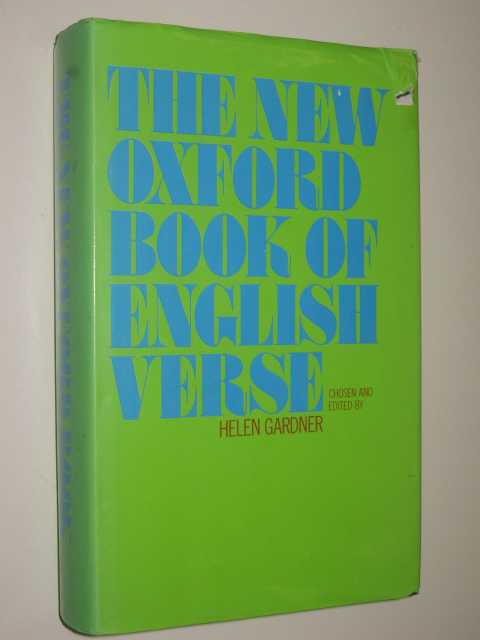 THE NEW
OXFORD
BOOK OF
ENGLISH
VERSE
CHOSEN AND
EDITED BY
HELEN GARDNER